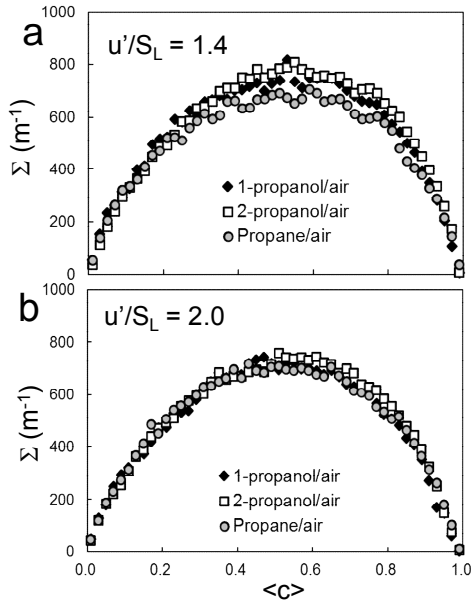 a
u'/S_L = 1.4
1000
800
600
400
200
0
Σ (m⁻¹)
1-propanol/air
2-propanol/air
Propane/air
b
u'/S_L = 2.0
1000
800
600
400
200
0
Σ (m⁻¹)
1-propanol/air
2-propanol/air
Propane/air
0.0 0.2 0.4 0.6 0.8 1.0
<c>